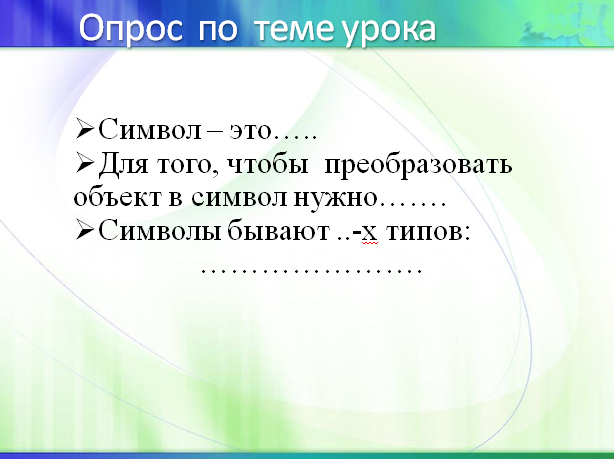 Опрос по теме урока
➢Символ – это…..
➢Для того, чтобы преобразовать
объект в символ нужно…….
➢Символы бывают ..-х типов:
………………….